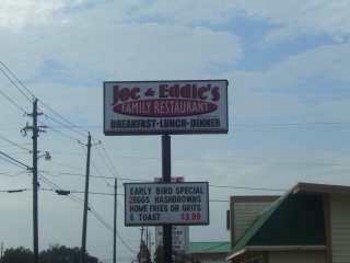 Joe & Eddie's
FAMILY RESTAURANT
BREAKFAST•LUNCH•DINNER
EARLY BIRD SPECIAL
2EGGS HASHBROWNS
HOME FRIES OR GRITS
& TOAST 3.99